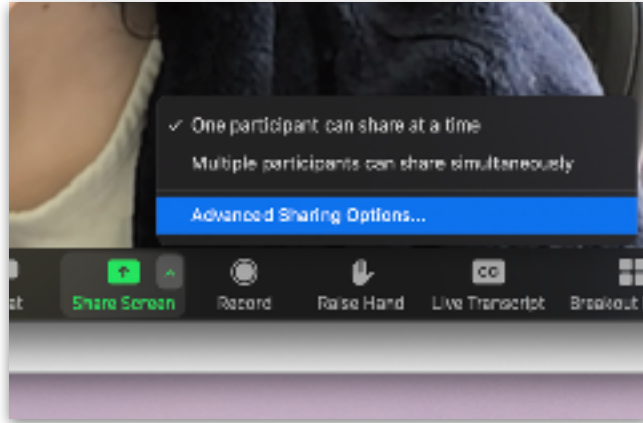 ✓ One participant can share at a time
Multiple participants can share simultaneously
Advanced Sharing Options...
Share Screen
Record
Raise Hand
CC
Live Transcript
Breakout